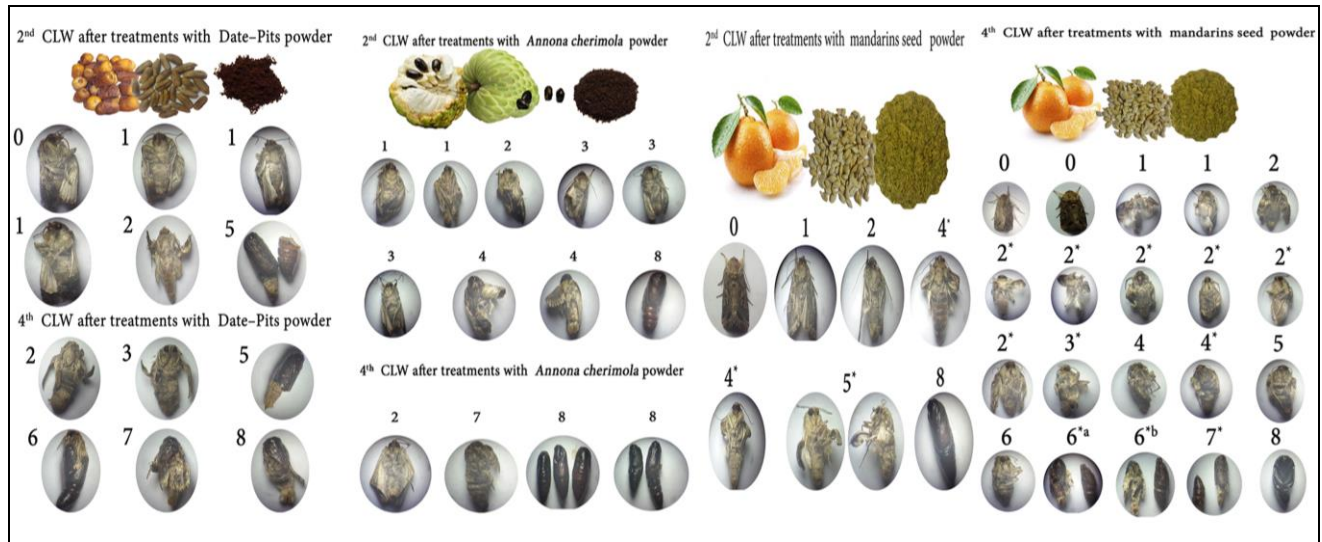 2nd CLW after treatments with Date–Pits powder
0 1 1
1 2 5
4th CLW after treatments with Date–Pits powder
2 3 5
6 7 8
2nd CLW after treatments with Annona cherimola powder
1 1 2 3 3
3 4 4 8
4th CLW after treatments with Annona cherimola powder
2 7 8 8
2nd CLW after treatments with mandarins seed powder
0 1 2 4*
4* 5* 8
4th CLW after treatments with mandarins seed powder
0 0 1 1 2
2* 2* 2* 2* 2*
2* 3* 4 4* 5
6 6*a 6*b 7* 8